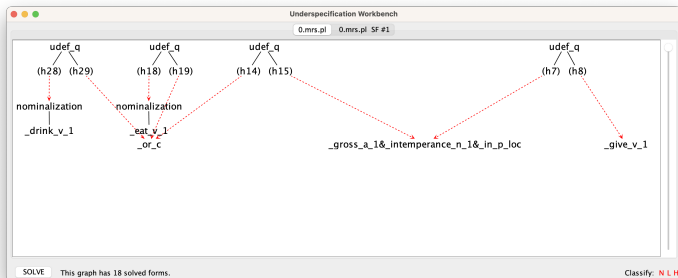 Underspecification Workbench
0.mrs.pl 0.mrs.pl SF #1
udef_q udef_q udef_q udef_q
(h28) (h29) (h18) (h19) (h14) (h15) (h7) (h8)
nominalization nominalization
_drink_v_1 _eat_v_1
_or_c _gross_a_1&_intemperance_n_1&_in_p_loc _give_v_1
SOLVE This graph has 18 solved forms. Classify: N L H